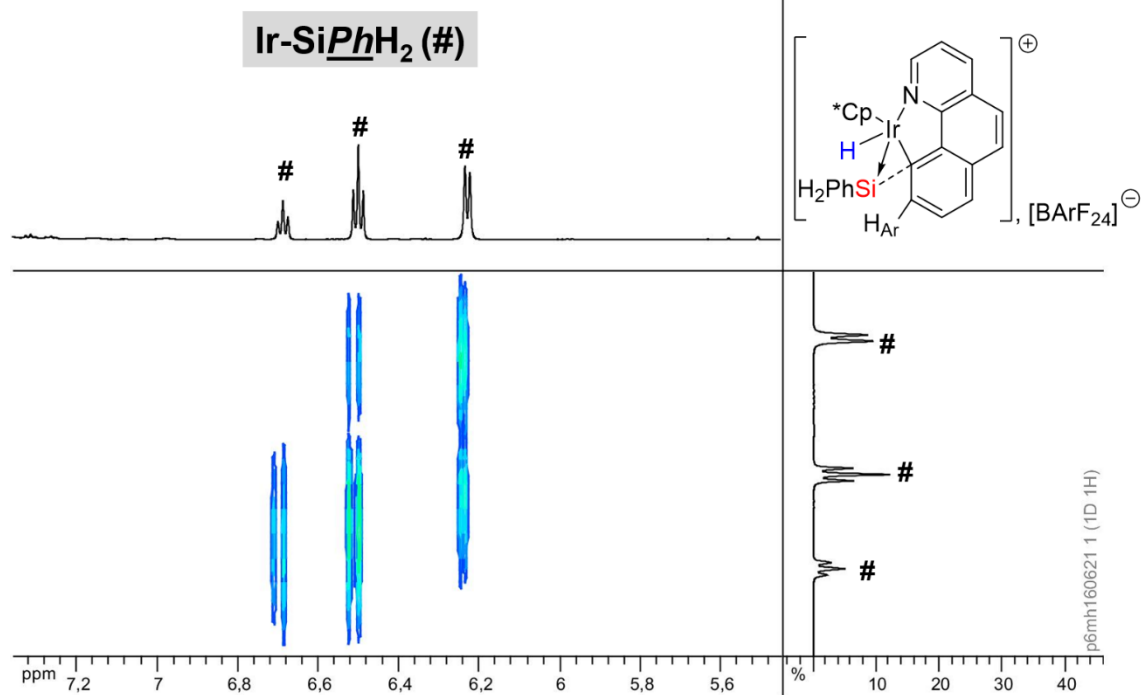 Ir-SiPhH₂ (#)
#
#
#
⊕
N
*Cp
Ir
H
H₂PhSi
H_Ar
, [BArF₂₄]
⊖
#
#
#
p6mh160621 1 (1D 1H)
ppm
7,2
7
6,8
6,6
6,4
6,2
6
5,8
5,6
%
10
20
30
40